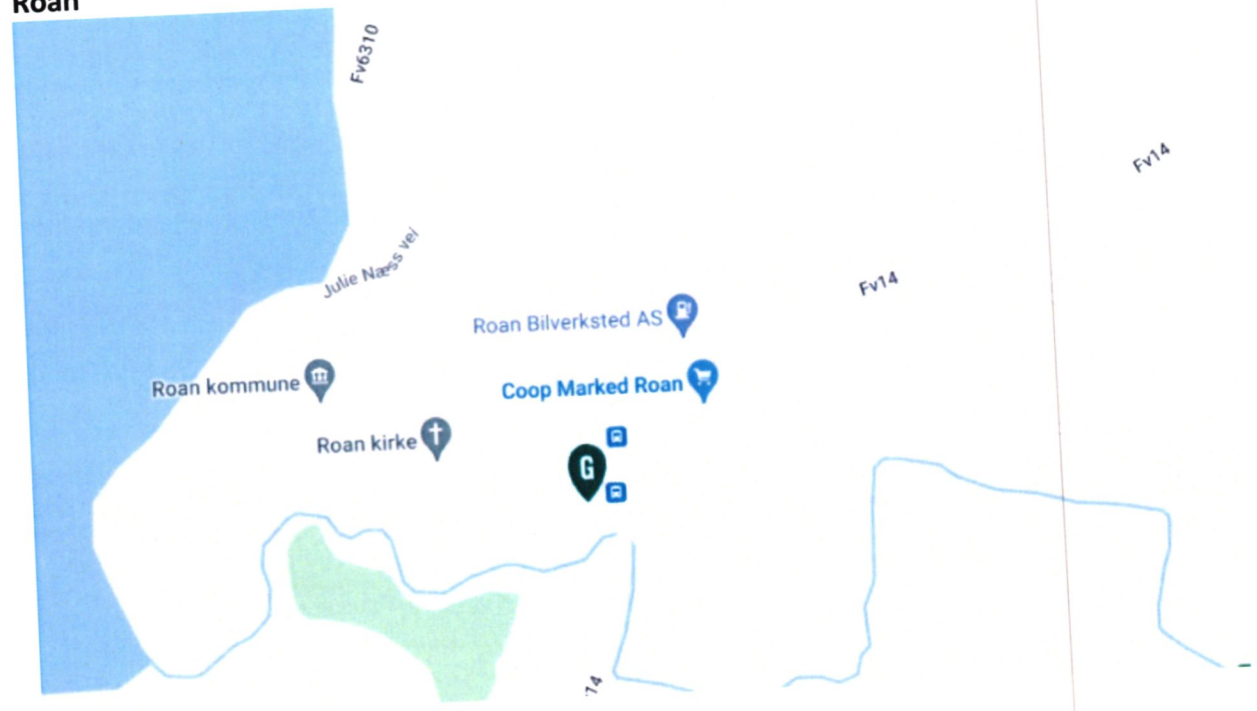 Roan
Fv6310
Fv14
Julie Næss vei
Fv14
Roan Bilverksted AS
Roan kommune
Coop Marked Roan
Roan kirke
G
14